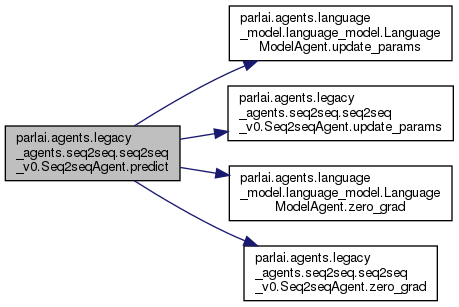 parlai.agents.language
_model.language_model.Language
ModelAgent.update_params
parlai.agents.legacy
_agents.seq2seq.seq2seq
_v0.Seq2seqAgent.update_params
parlai.agents.legacy
_agents.seq2seq.seq2seq
_v0.Seq2seqAgent.predict
parlai.agents.language
_model.language_model.Language
ModelAgent.zero_grad
parlai.agents.legacy
_agents.seq2seq.seq2seq
_v0.Seq2seqAgent.zero_grad